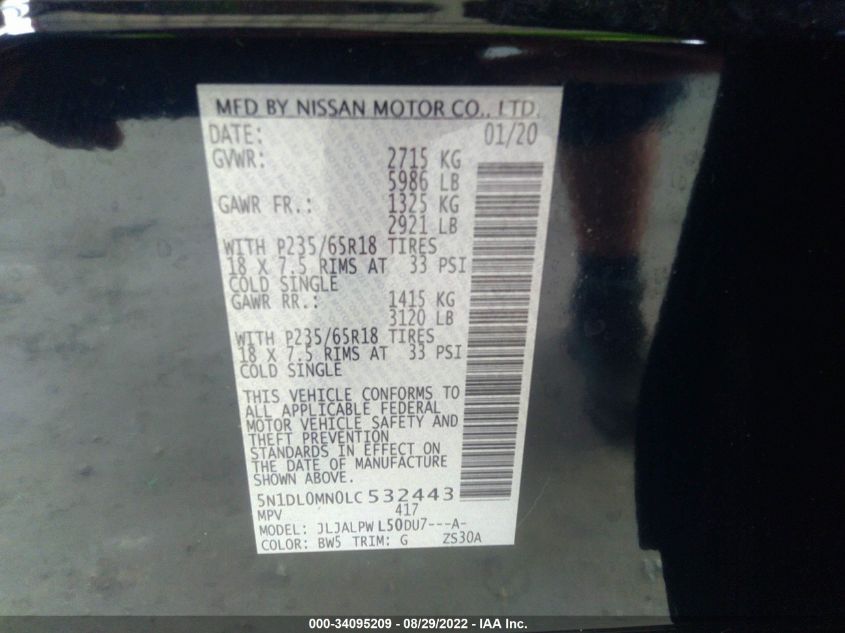 MFD BY NISSAN MOTOR CO., LTD.
DATE: 01/20
GVWR: 2715 KG
5986 LB
GAWR FR.: 1325 KG
2921 LB
WITH P235/65R18 TIRES
18 X 7.5 RIMS AT 33 PSI
COLD SINGLE
GAWR RR.: 1415 KG
3120 LB
WITH P235/65R18 TIRES
18 X 7.5 RIMS AT 33 PSI
COLD SINGLE
THIS VEHICLE CONFORMS TO
ALL APPLICABLE FEDERAL
MOTOR VEHICLE SAFETY AND
THEFT PREVENTION
STANDARDS IN EFFECT ON
THE DATE OF MANUFACTURE
SHOWN ABOVE.
5N1DL0MN0LC532443
MPV 417
MODEL: JLJALPWL50DU7---A-
COLOR: BW5 TRIM: G ZS30A
000-34095209 - 08/29/2022 - IAA Inc.